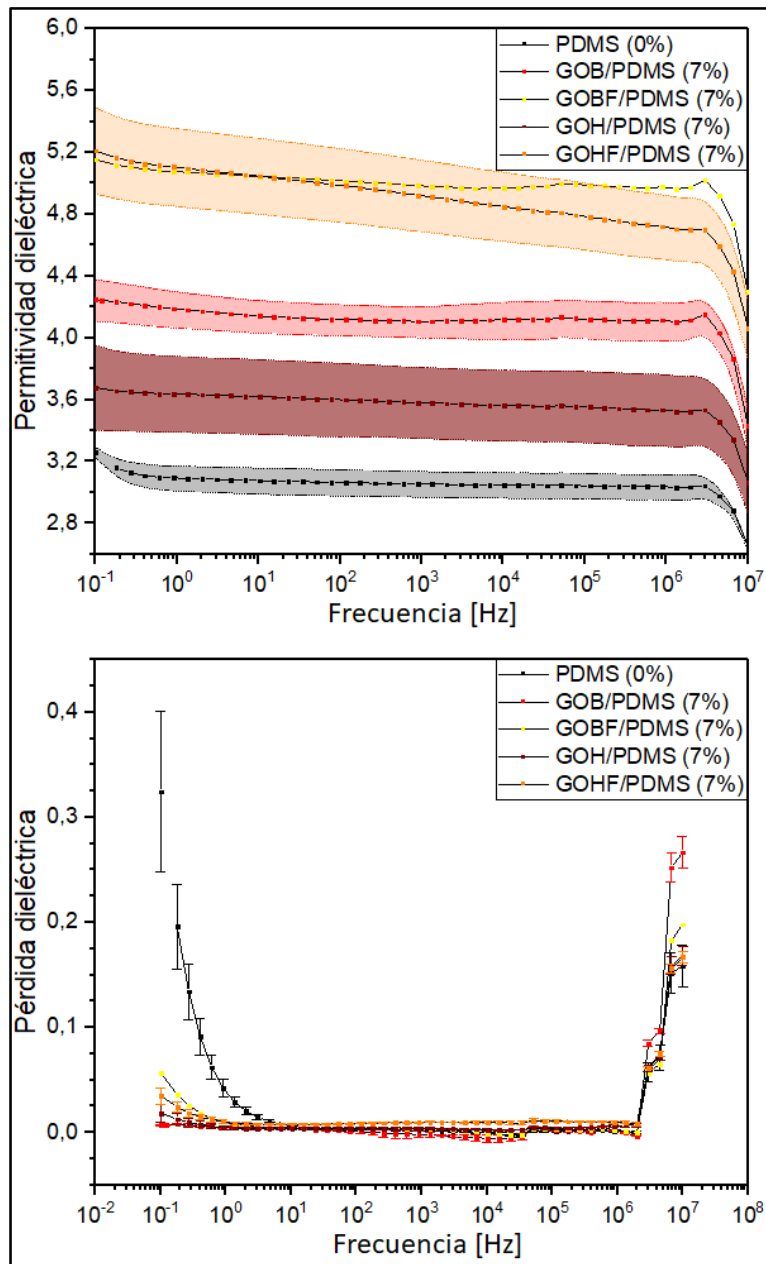 6,0
5,6
5,2
4,8
4,4
4,0
3,6
3,2
2,8
Permitividad dieléctrica
PDMS (0%)
GOB/PDMS (7%)
GOBF/PDMS (7%)
GOH/PDMS (7%)
GOHF/PDMS (7%)
10⁻¹ 10⁰ 10¹ 10² 10³ 10⁴ 10⁵ 10⁶ 10⁷
Frecuencia [Hz]
0,4
0,3
0,2
0,1
0,0
Pérdida dieléctrica
PDMS (0%)
GOB/PDMS (7%)
GOBF/PDMS (7%)
GOH/PDMS (7%)
GOHF/PDMS (7%)
10⁻² 10⁻¹ 10⁰ 10¹ 10² 10³ 10⁴ 10⁵ 10⁶ 10⁷ 10⁸
Frecuencia [Hz]